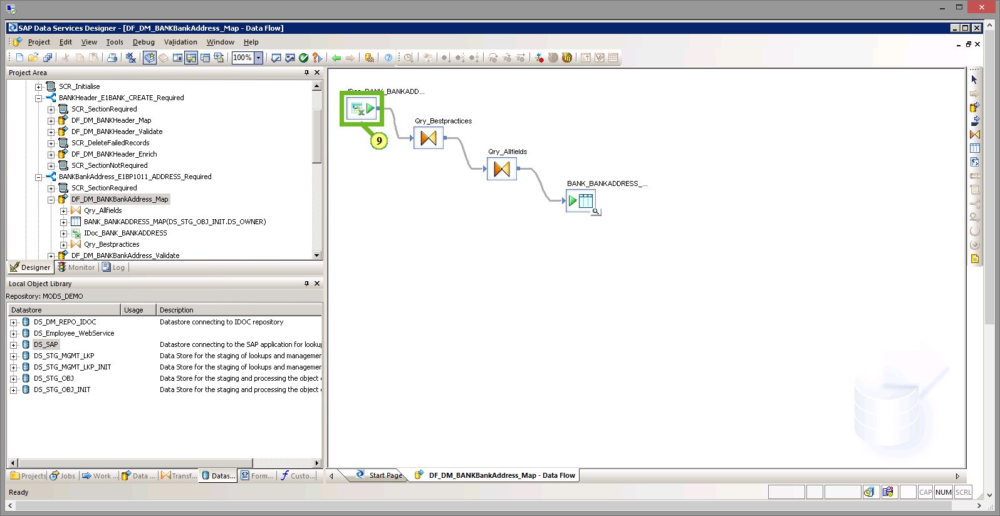 SAP Data Services Designer - [DF_DM_BANKBankAddress_Map - Data Flow]
Project Edit View Tools Debug Validation Window Help
100%
Project Area
SCR_Initialise
BANKHeader_E1BANK_CREATE_Required
SCR_SectionRequired
DF_DM_BANKHeader_Map
DF_DM_BANKHeader_Validate
SCR_DeleteFailedRecords
DF_DM_BANKHeader_Enrich
SCR_SectionNotRequired
BANKBankAddress_E1BP1011_ADDRESS_Required
SCR_SectionRequired
DF_DM_BANKBankAddress_Map
Qry_Allfields
BANK_BANKADDRESS_MAP(DS_STG_OBJ_INIT.DS_OWNER)
IDoc_BANK_BANKADDRESS
Qry_Bestpractices
DF_DM_BANKBankAddress_Validate
Designer Monitor Log
Local Object Library
Repository: MODS_DEMO
Datastore Usage Description
DS_DM_REPO_IDOC Datastore connecting to IDOC repository
DS_Employee_WebService
DS_SAP Datastore connecting to the SAP application for looku
DS_STG_MGMT_LKP Data Store for the staging of lookups and manageme
DS_STG_MGMT_LKP_INIT Data Store for the staging of lookups and manageme
DS_STG_OBJ Data Store for the staging and processing the object
DS_STG_OBJ_INIT Data Store for the staging and processing the object
Projects Jobs Work ... Data ... Transf... Datas... Form... Custo...
IDoc_BANK_BANKADD...
9
Qry_Bestpractices
Qry_Allfields
BANK_BANKADDRESS_...
Start Page DF_DM_BANKBankAddress_Map - Data Flow
Ready
CAP NUM SCRL